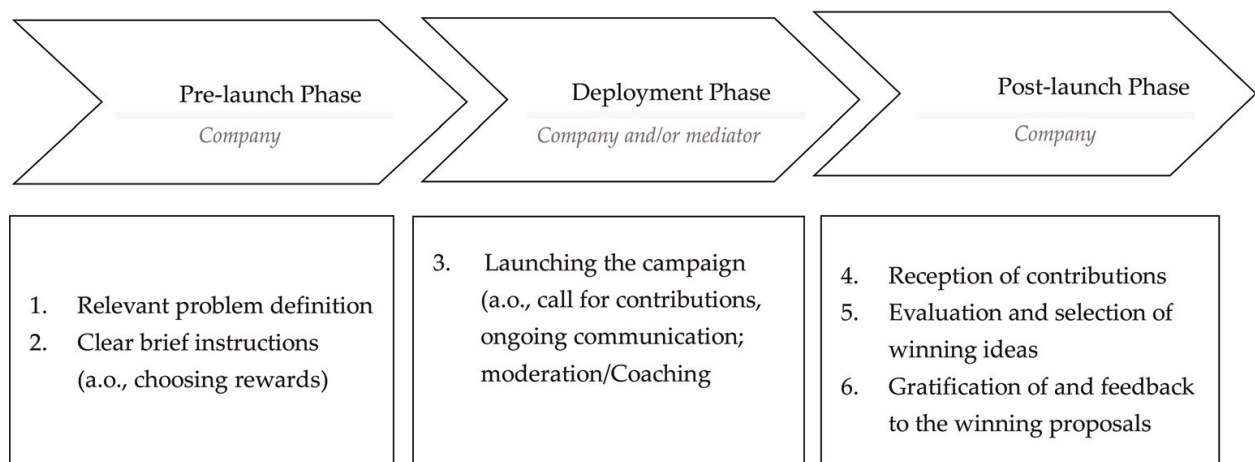 Pre-launch Phase
Company
Deployment Phase
Company and/or mediator
Post-launch Phase
Company
1. Relevant problem definition
2. Clear brief instructions
(a.o., choosing rewards)
3. Launching the campaign
(a.o., call for contributions,
ongoing communication;
moderation/Coaching
4. Reception of contributions
5. Evaluation and selection of
winning ideas
6. Gratification of and feedback
to the winning proposals